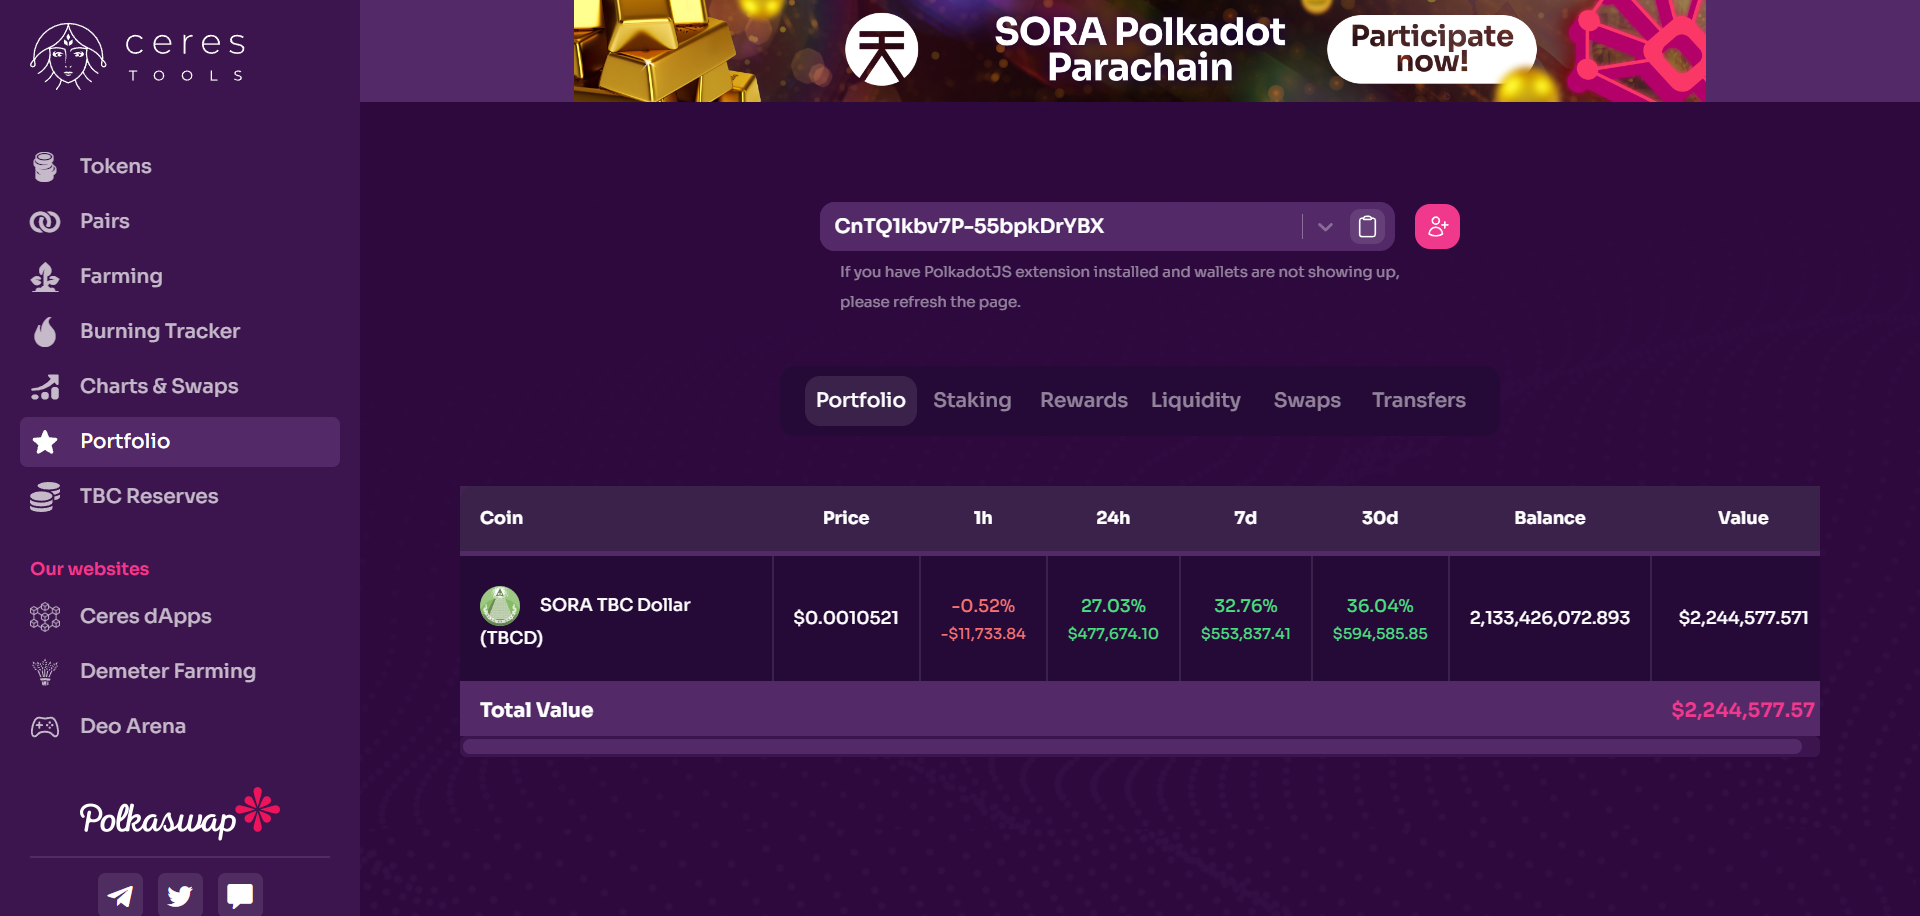 ceres
TOOLS
Tokens
Pairs
Farming
Burning Tracker
Charts & Swaps
Portfolio
TBC Reserves
Our websites
Ceres dApps
Demeter Farming
Deo Arena
Polkaswap
SORA Polkadot
Parachain
Participate
now!
CnTQ1kbv7P-55bpkDrYBX
If you have PolkadotJS extension installed and wallets are not showing up,
please refresh the page.
Portfolio Staking Rewards Liquidity Swaps Transfers
Coin Price 1h 24h 7d 30d Balance Value
SORA TBC Dollar
(TBCD)
$0.0010521
-0.52%
-$11,733.84
27.03%
$477,674.10
32.76%
$553,837.41
36.04%
$594,585.85
2,133,426,072.893
$2,244,577.571
Total Value $2,244,577.57